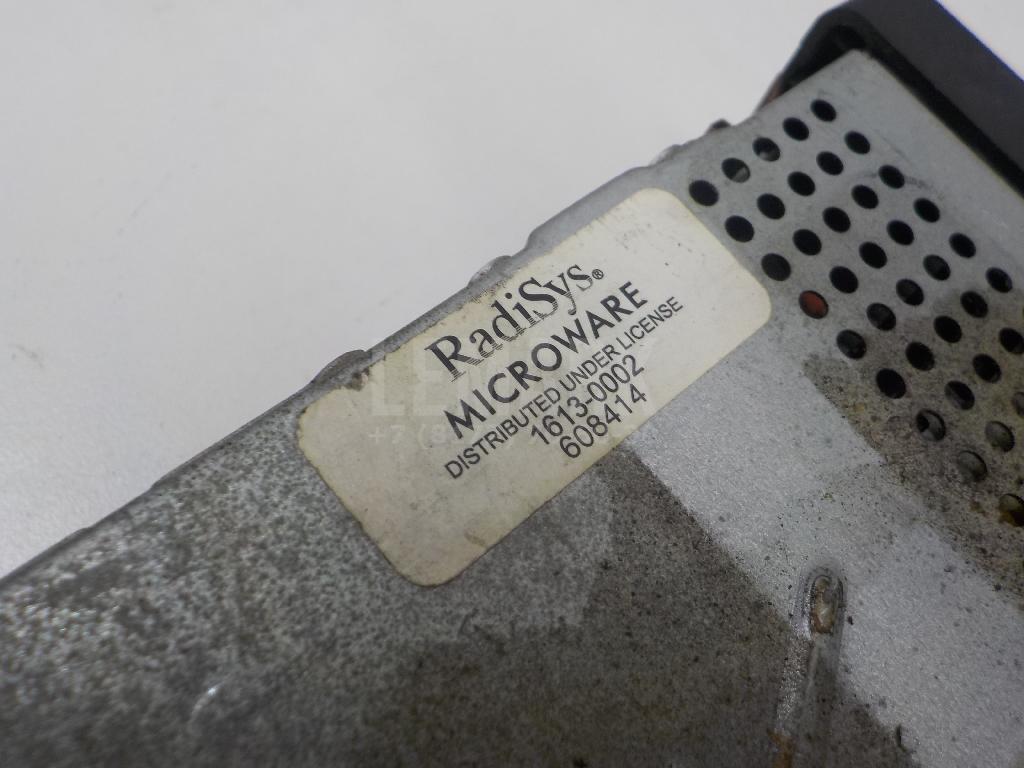 RadiSys®
MICROWARE
DISTRIBUTED UNDER LICENSE
1613-0002
608414